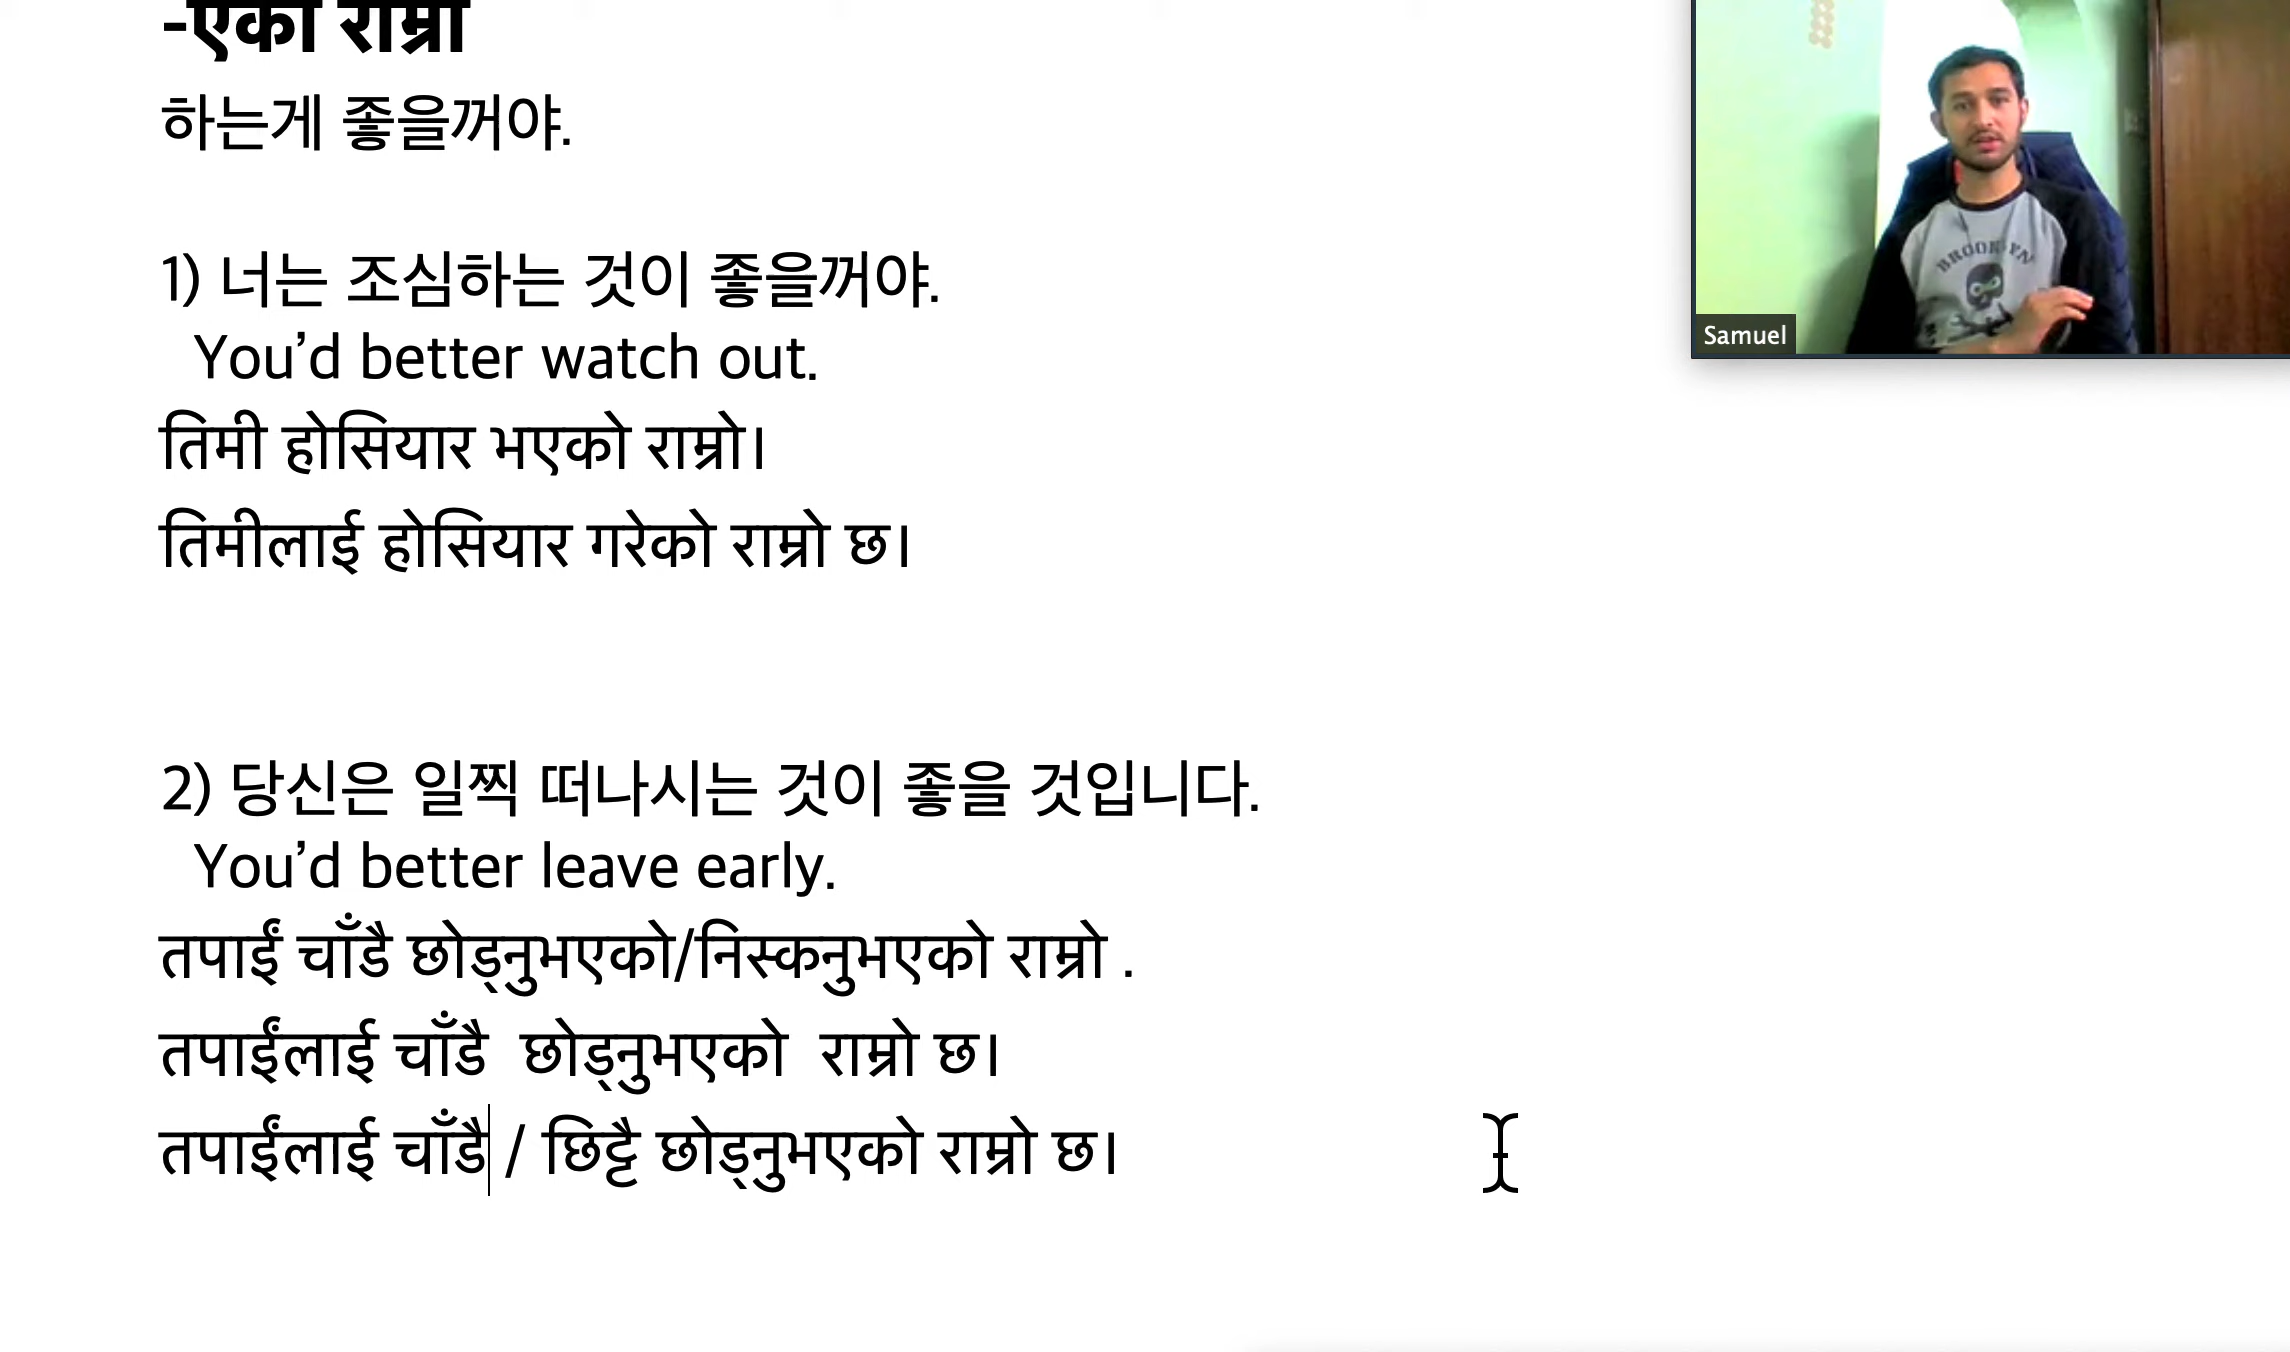 -एको राम्रो
하는게 좋을꺼야.
1) 너는 조심하는 것이 좋을꺼야.
You’d better watch out.
तिमी होसियार भएको राम्रो।
तिमीलाई होसियार गरेको राम्रो छ।
2) 당신은 일찍 떠나시는 것이 좋을 것입니다.
You’d better leave early.
तपाईं चाँडै छोड्नुभएको/निस्कनुभएको राम्रो .
तपाईंलाई चाँडै  छोड्नुभएको  राम्रो छ।
तपाईंलाई चाँडै / छिट्टै छोड्नुभएको राम्रो छ।
BROOKLYN
Samuel